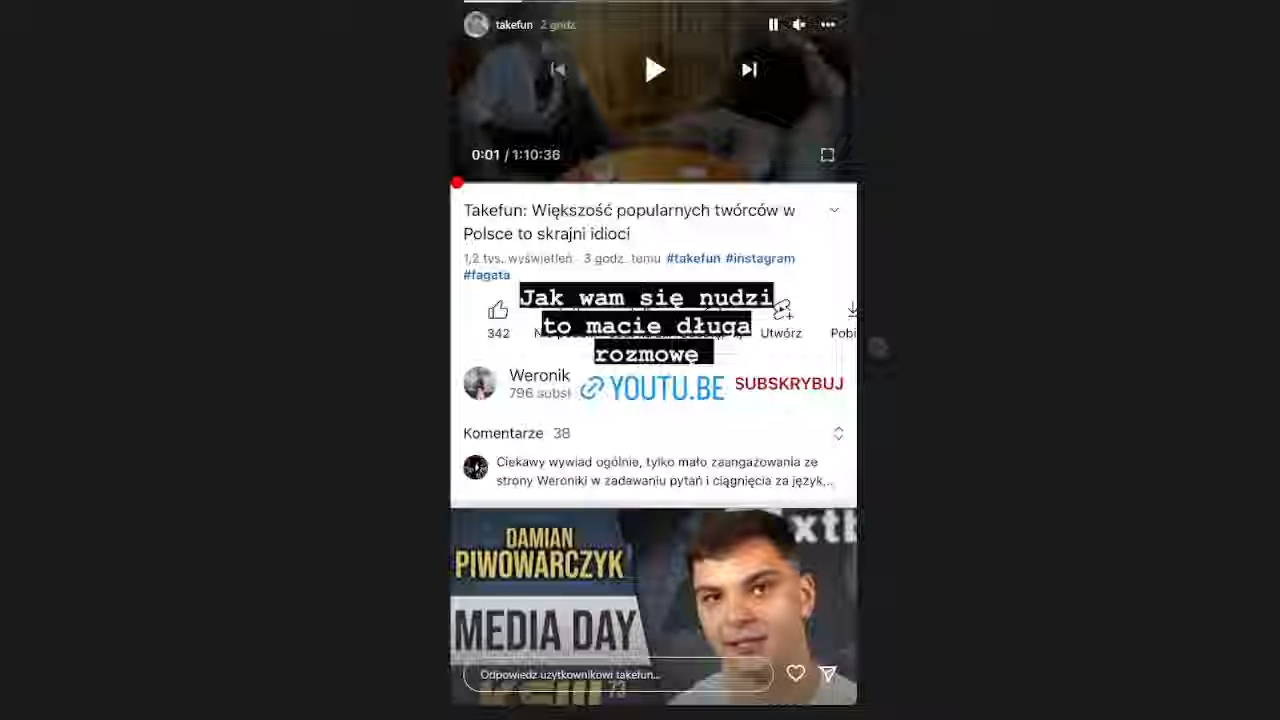 takefun 2 godz.
0:01 / 1:10:36
Takefun: Większość popularnych twórców w
Polsce to skrajni idioci
1,2 tys. wyświetleń · 3 godz. temu #takefun #instagram
#fagata
Jak wam się nudzi
to macie długą
rozmowę
342
Utwórz
Pobi
Weronik
796 subsl
YOUTU.BE
SUBSKRYBUJ
Komentarze 38
Ciekawy wywiad ogólnie, tylko mało zaangażowania ze
strony Weroniki w zadawaniu pytań i ciągnięcia za język,..
DAMIAN
PIWOWARCZYK
xtb
MEDIA DAY
Odpowiedz użytkownikowi takefun...
73